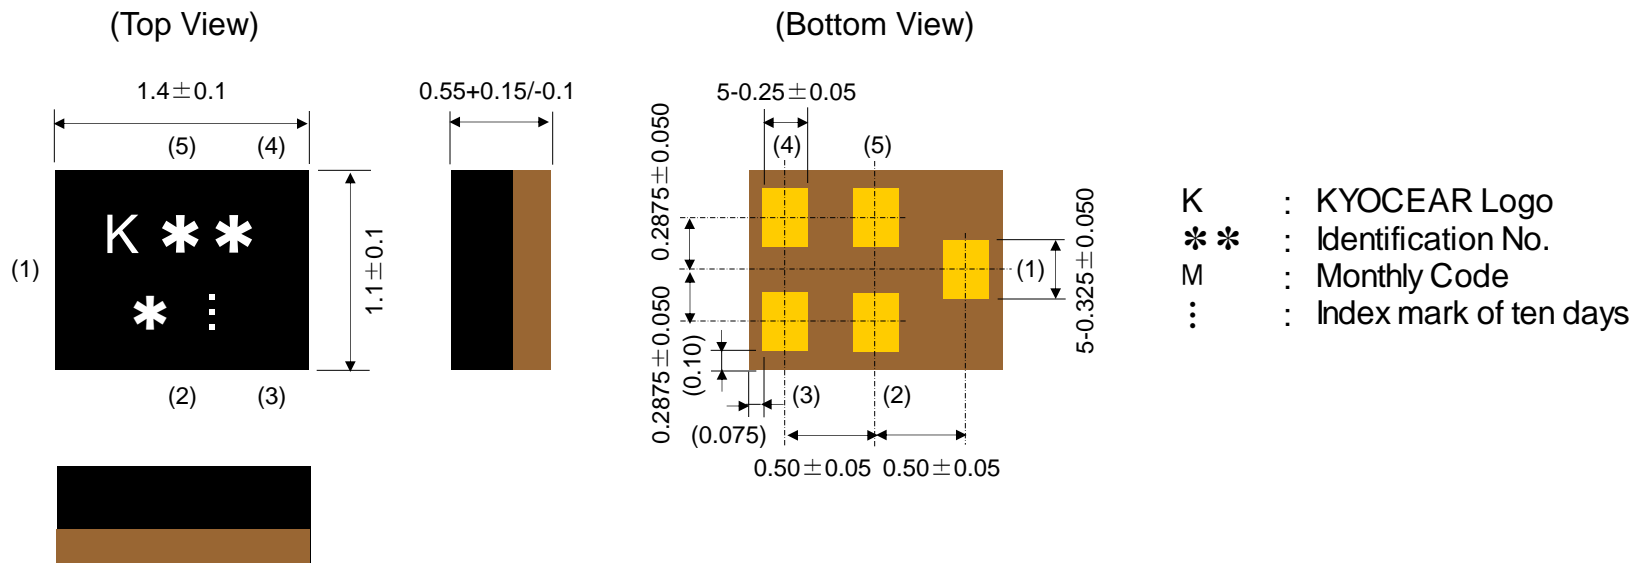 (Top View)
(Bottom View)
1.4±0.1
0.55+0.15/-0.1
5-0.25±0.05
(5) (4)
(4) (5)
K ✱✱
✱ ⋮
(1)
1.1±0.1
(2) (3)
0.2875±0.050
0.2875±0.050
(0.10)
(0.075)
(3) (2)
(1)
5-0.325±0.050
0.50±0.05 0.50±0.05
K : KYOCEAR Logo
✱✱ : Identification No.
M : Monthly Code
⋮ : Index mark of ten days